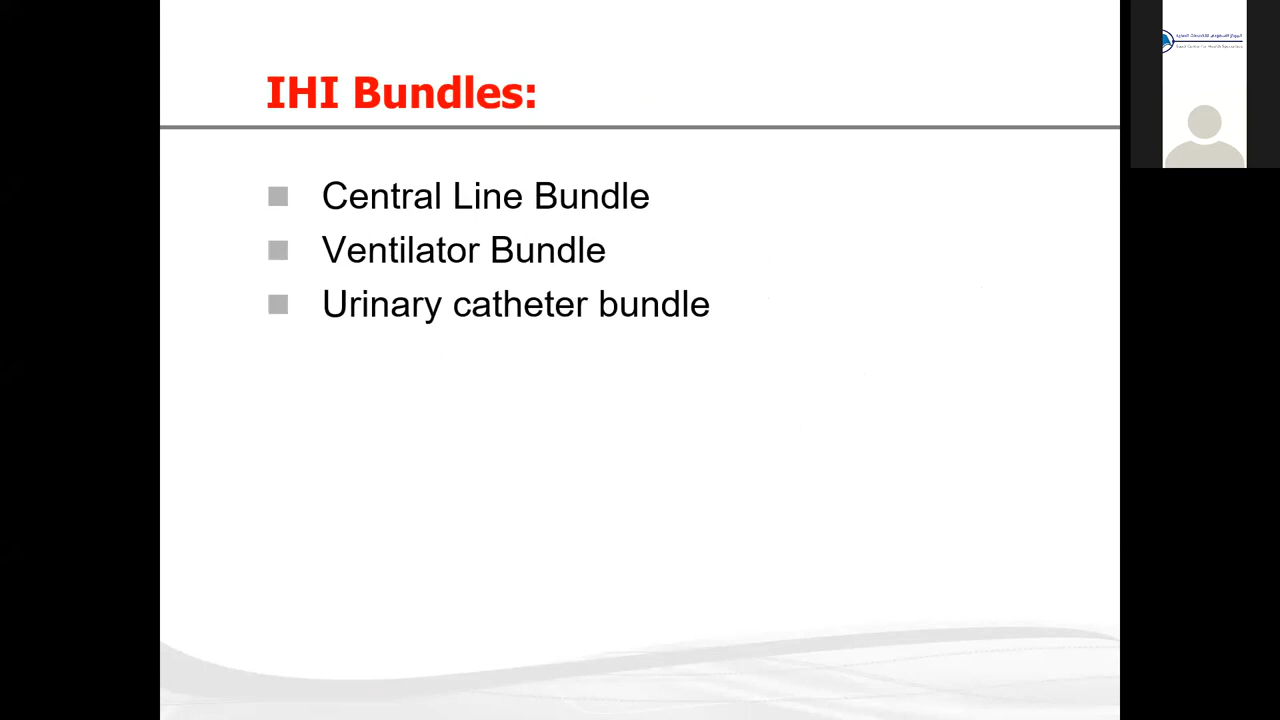 IHI Bundles:
Central Line Bundle
Ventilator Bundle
Urinary catheter bundle